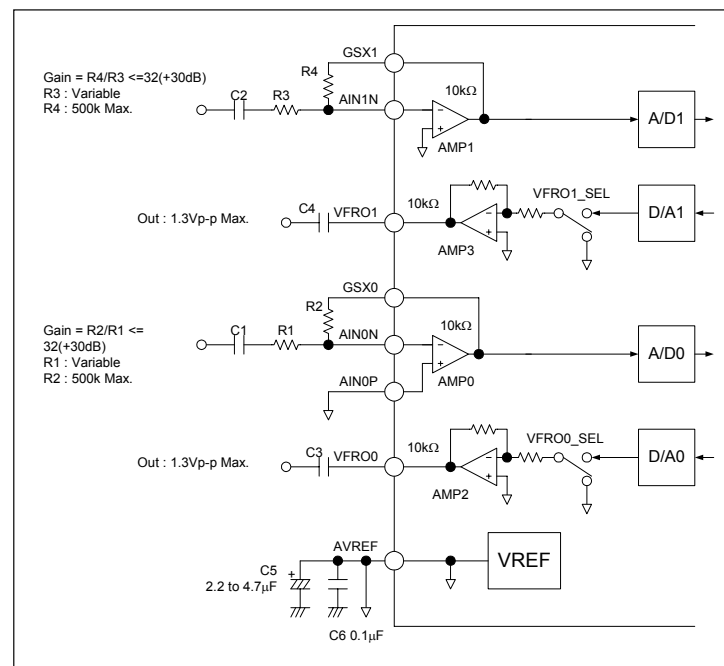 GSX1
Gain = R4/R3 <=32(+30dB)
R3 : Variable
R4 : 500k Max.
R4
C2
R3
AIN1N
10kΩ
AMP1
A/D1
Out : 1.3Vp-p Max.
C4
VFRO1
10kΩ
AMP3
VFRO1_SEL
D/A1
GSX0
Gain = R2/R1 <=
32(+30dB)
R1 : Variable
R2 : 500k Max.
R2
C1
R1
AIN0N
10kΩ
AIN0P
AMP0
A/D0
Out : 1.3Vp-p Max.
C3
VFRO0
10kΩ
AMP2
VFRO0_SEL
D/A0
AVREF
VREF
C5
2.2 to 4.7μF
+
C6 0.1μF